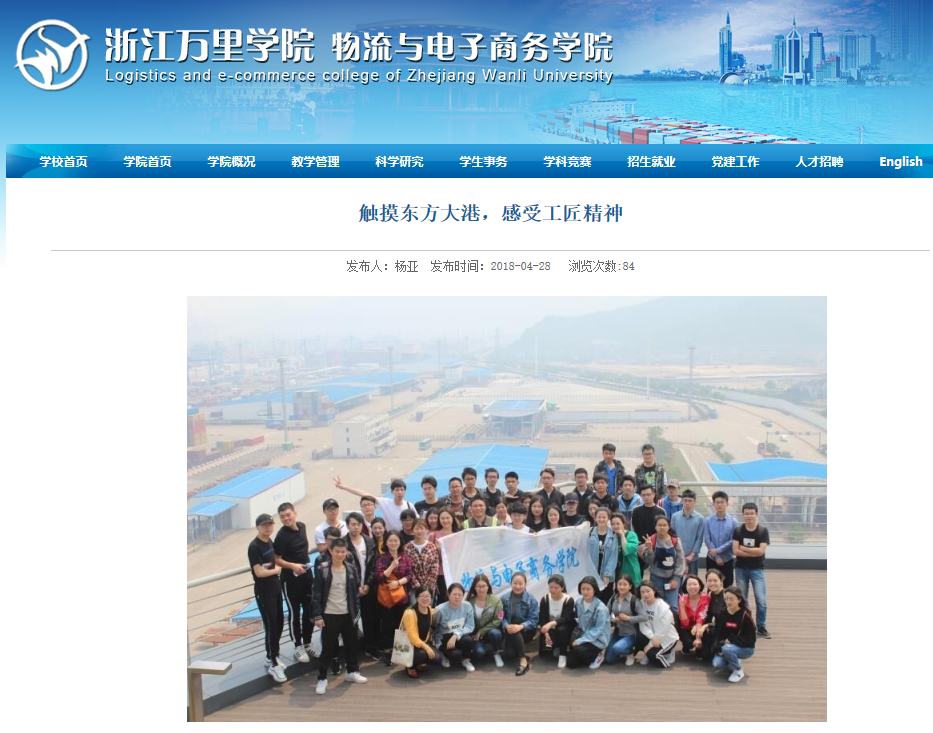 浙江万里学院 物流与电子商务学院
Logistics and e-commerce college of Zhejiang Wanli University
学校首页 学院首页 学院概况 教学管理 科学研究 学生事务 学科竞赛 招生就业 党建工作 人才招聘 English
触摸东方大港，感受工匠精神
发布人：杨亚 发布时间：2018-04-28 浏览次数:84
物流与电子商务学院